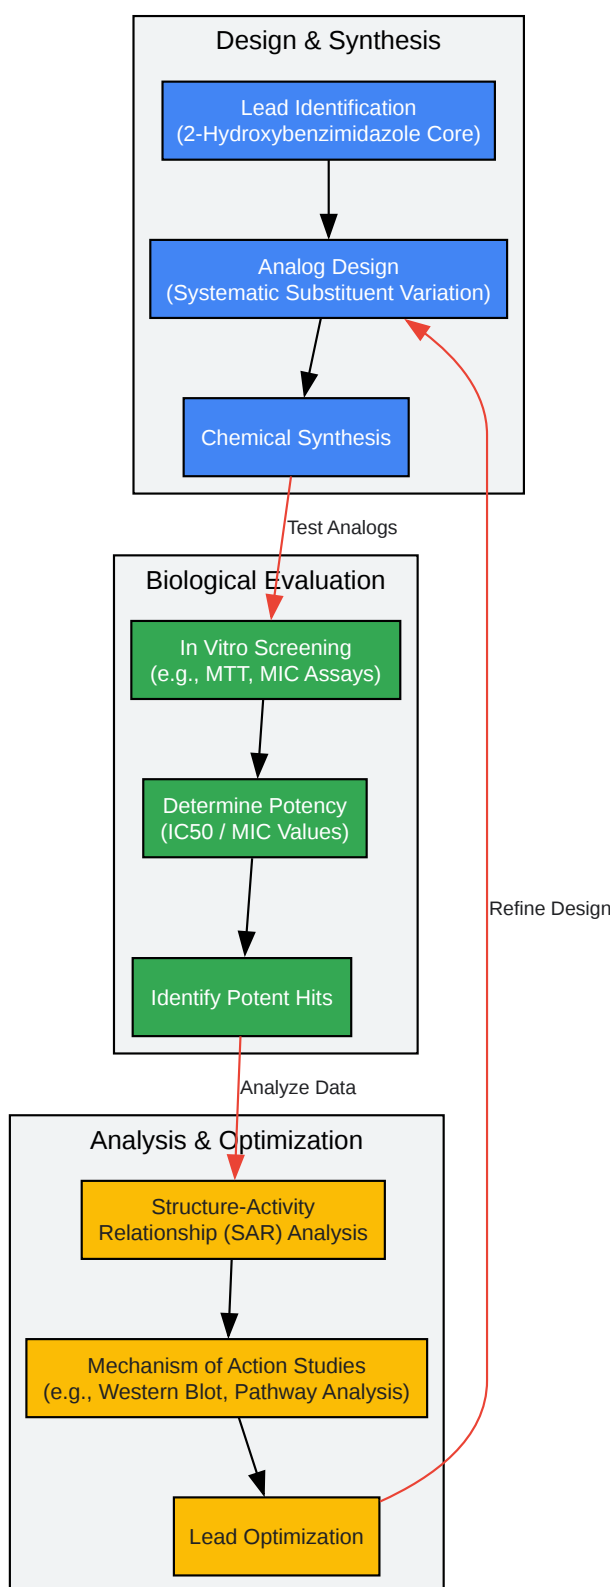 Design & Synthesis
Lead Identification
(2-Hydroxybenzimidazole Core)
Analog Design
(Systematic Substituent Variation)
Chemical Synthesis
Test Analogs
Biological Evaluation
In Vitro Screening
(e.g., MTT, MIC Assays)
Determine Potency
(IC50 / MIC Values)
Refine Design
Identify Potent Hits
Analyze Data
Analysis & Optimization
Structure-Activity
Relationship (SAR) Analysis
Mechanism of Action Studies
(e.g., Western Blot, Pathway Analysis)
Lead Optimization